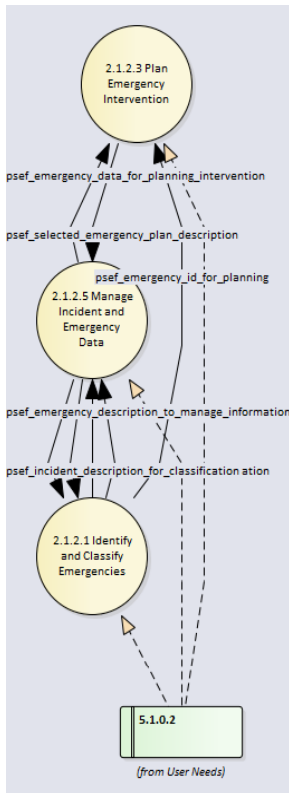 2.1.2.3 Plan
Emergency
Intervention
psef_emergency_data_for_planning_intervention
psef_selected_emergency_plan_description
psef_emergency_id_for_planning
2.1.2.5 Manage
Incident and
Emergency
Data
psef_emergency_description_to_manage_information
psef_incident_description_for_classification ation
2.1.2.1 Identify
and Classify
Emergencies
5.1.0.2
(from User Needs)